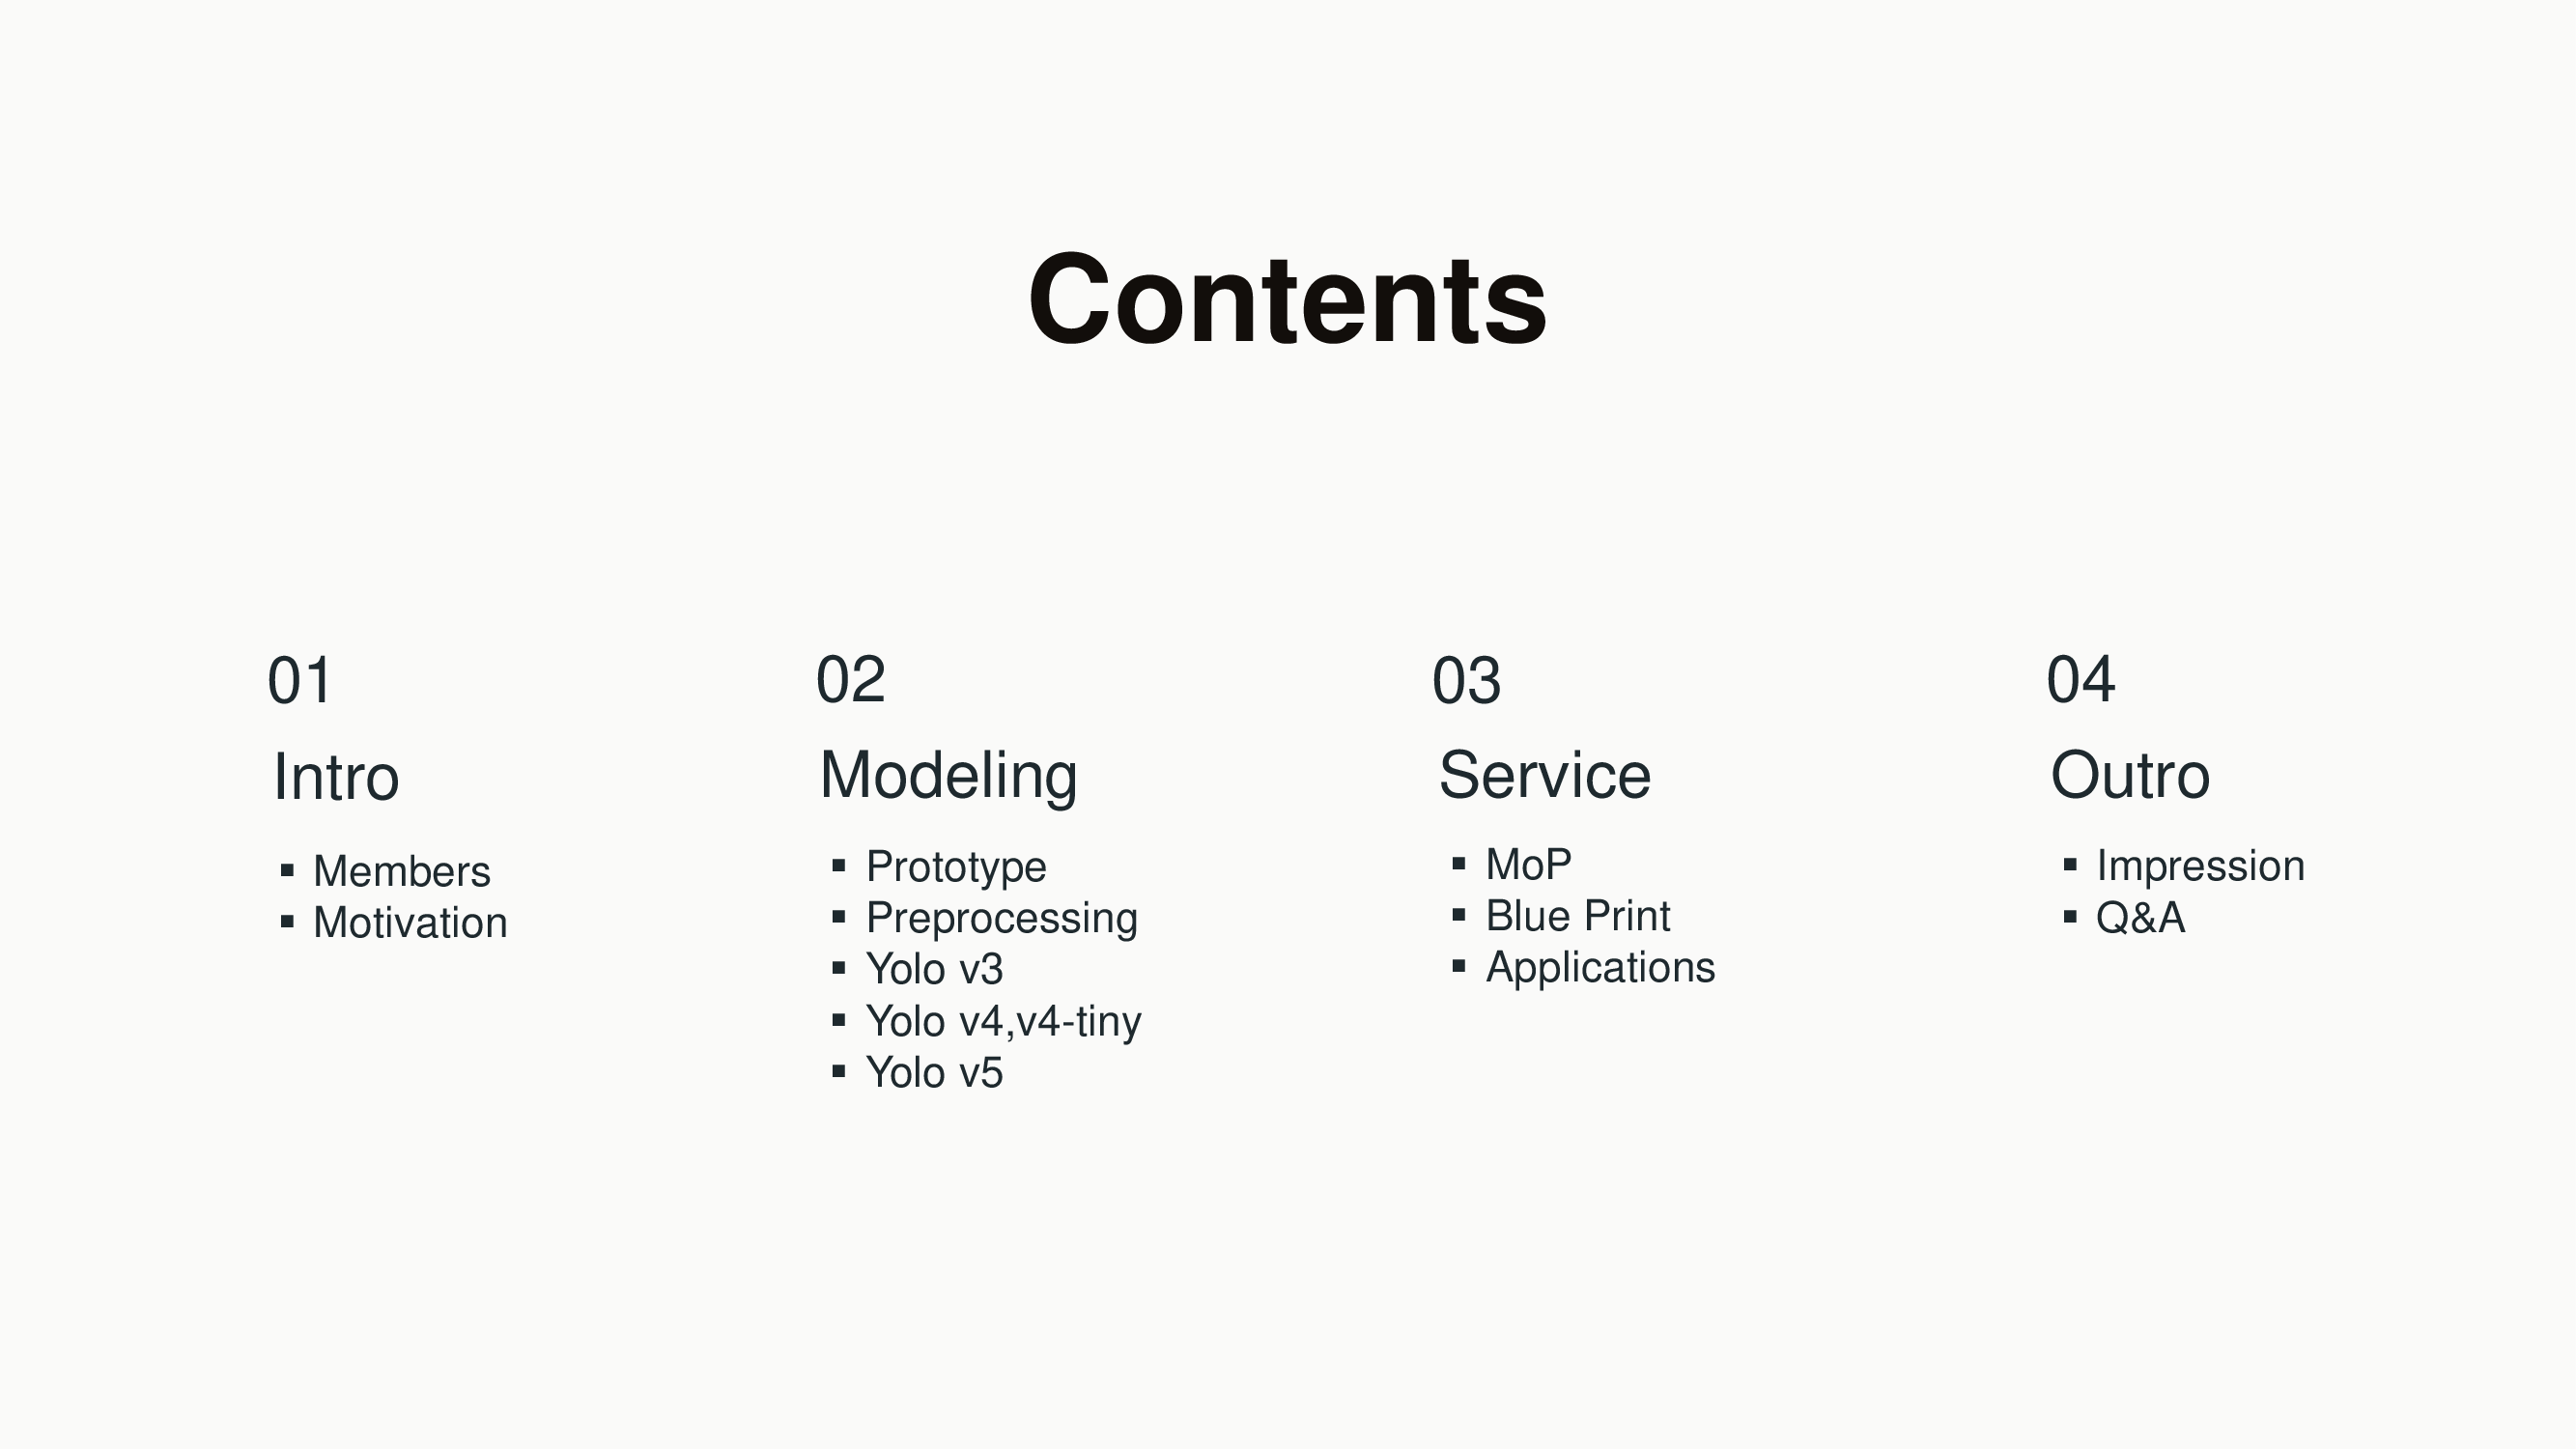 Contents
01
Intro
▪ Members
▪ Motivation
02
Modeling
▪ Prototype
▪ Preprocessing
▪ Yolo v3
▪ Yolo v4,v4-tiny
▪ Yolo v5
03
Service
▪ MoP
▪ Blue Print
▪ Applications
04
Outro
▪ Impression
▪ Q&A